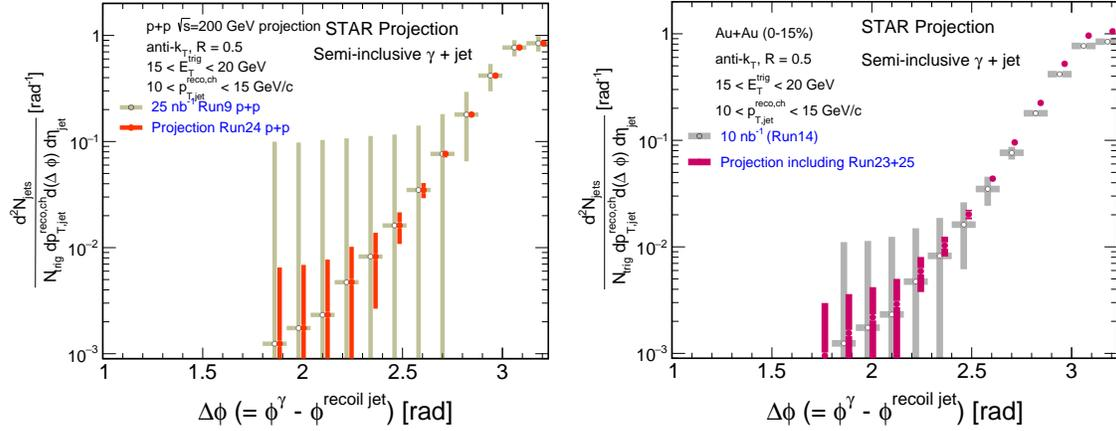 p+p √s=200 GeV projection
STAR Projection
anti-k_T, R = 0.5
Semi-inclusive γ + jet
15 < E_T^trig < 20 GeV
10 < p_T,jet^reco,ch < 15 GeV/c
25 nb^-1 Run9 p+p
Projection Run24 p+p
d^2N_jets
N_trig dp_T,jet^reco,ch d(Δ ϕ) dη_jet
[rad^-1]
1
10^-1
10^-2
10^-3
1 1.5 2 2.5 3
Δϕ (= ϕ^γ - ϕ^recoil jet) [rad]
Au+Au (0-15%)
STAR Projection
anti-k_T, R = 0.5
Semi-inclusive γ + jet
15 < E_T^trig < 20 GeV
10 < p_T,jet^reco,ch < 15 GeV/c
10 nb^-1 (Run14)
Projection including Run23+25
d^2N_jets
N_trig dp_T,jet^reco,ch d(Δ ϕ) dη_jet
[rad^-1]
1
10^-1
10^-2
10^-3
1 1.5 2 2.5 3
Δϕ (= ϕ^γ - ϕ^recoil jet) [rad]